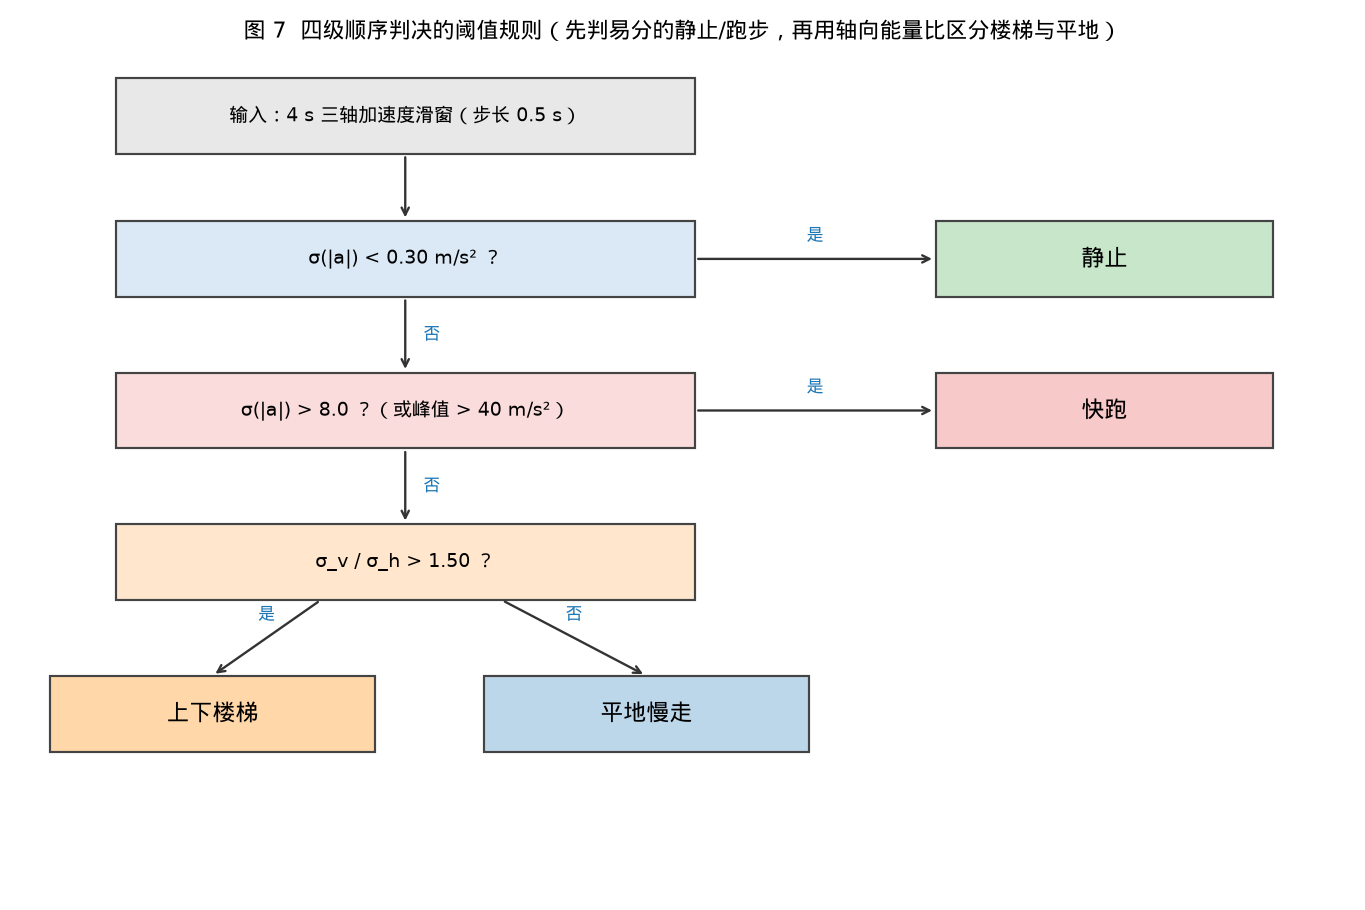 图 7  四级顺序判决的阈值规则（先判易分的静止/跑步，再用轴向能量比区分楼梯与平地）
输入：4 s 三轴加速度滑窗（步长 0.5 s）
σ(|a|) < 0.30 m/s² ？
是
静止
否
σ(|a|) > 8.0 ？（或峰值 > 40 m/s²）
是
快跑
否
σ_v / σ_h > 1.50 ？
是
否
上下楼梯
平地慢走